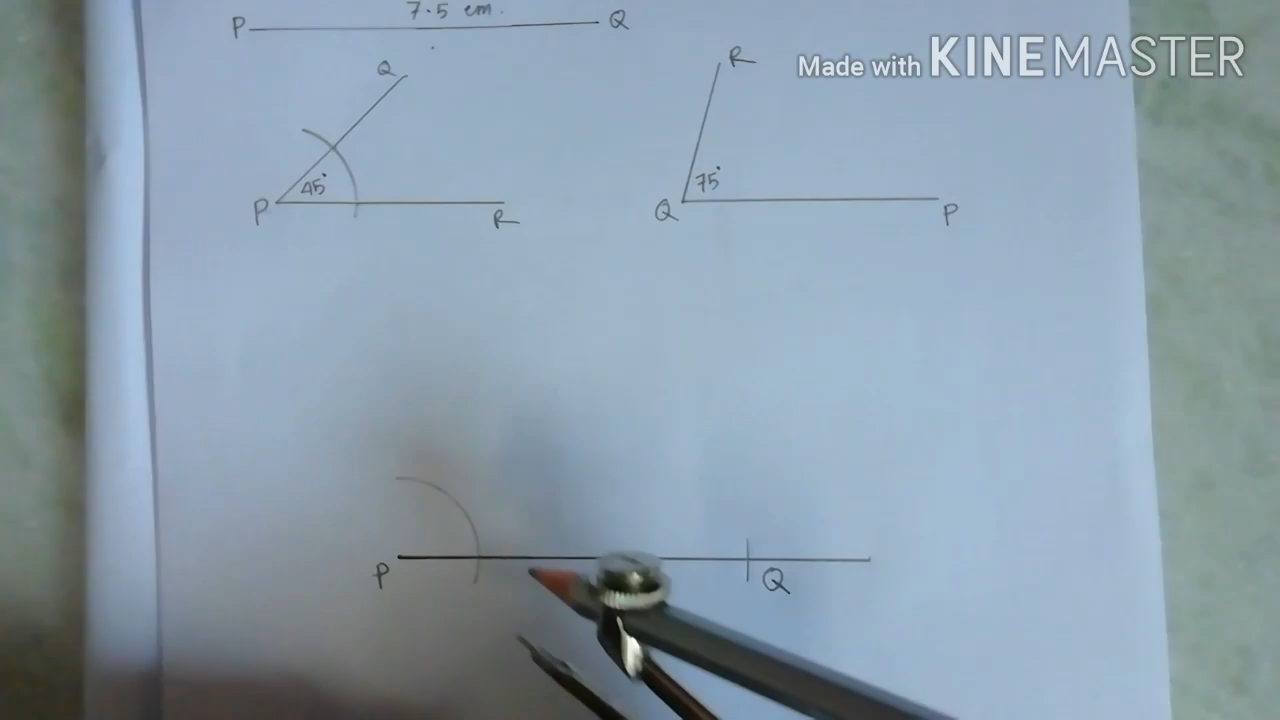 7.5 cm.
P Q
Q R
Made with KINEMASTER
45° 75°
P R Q P
P Q